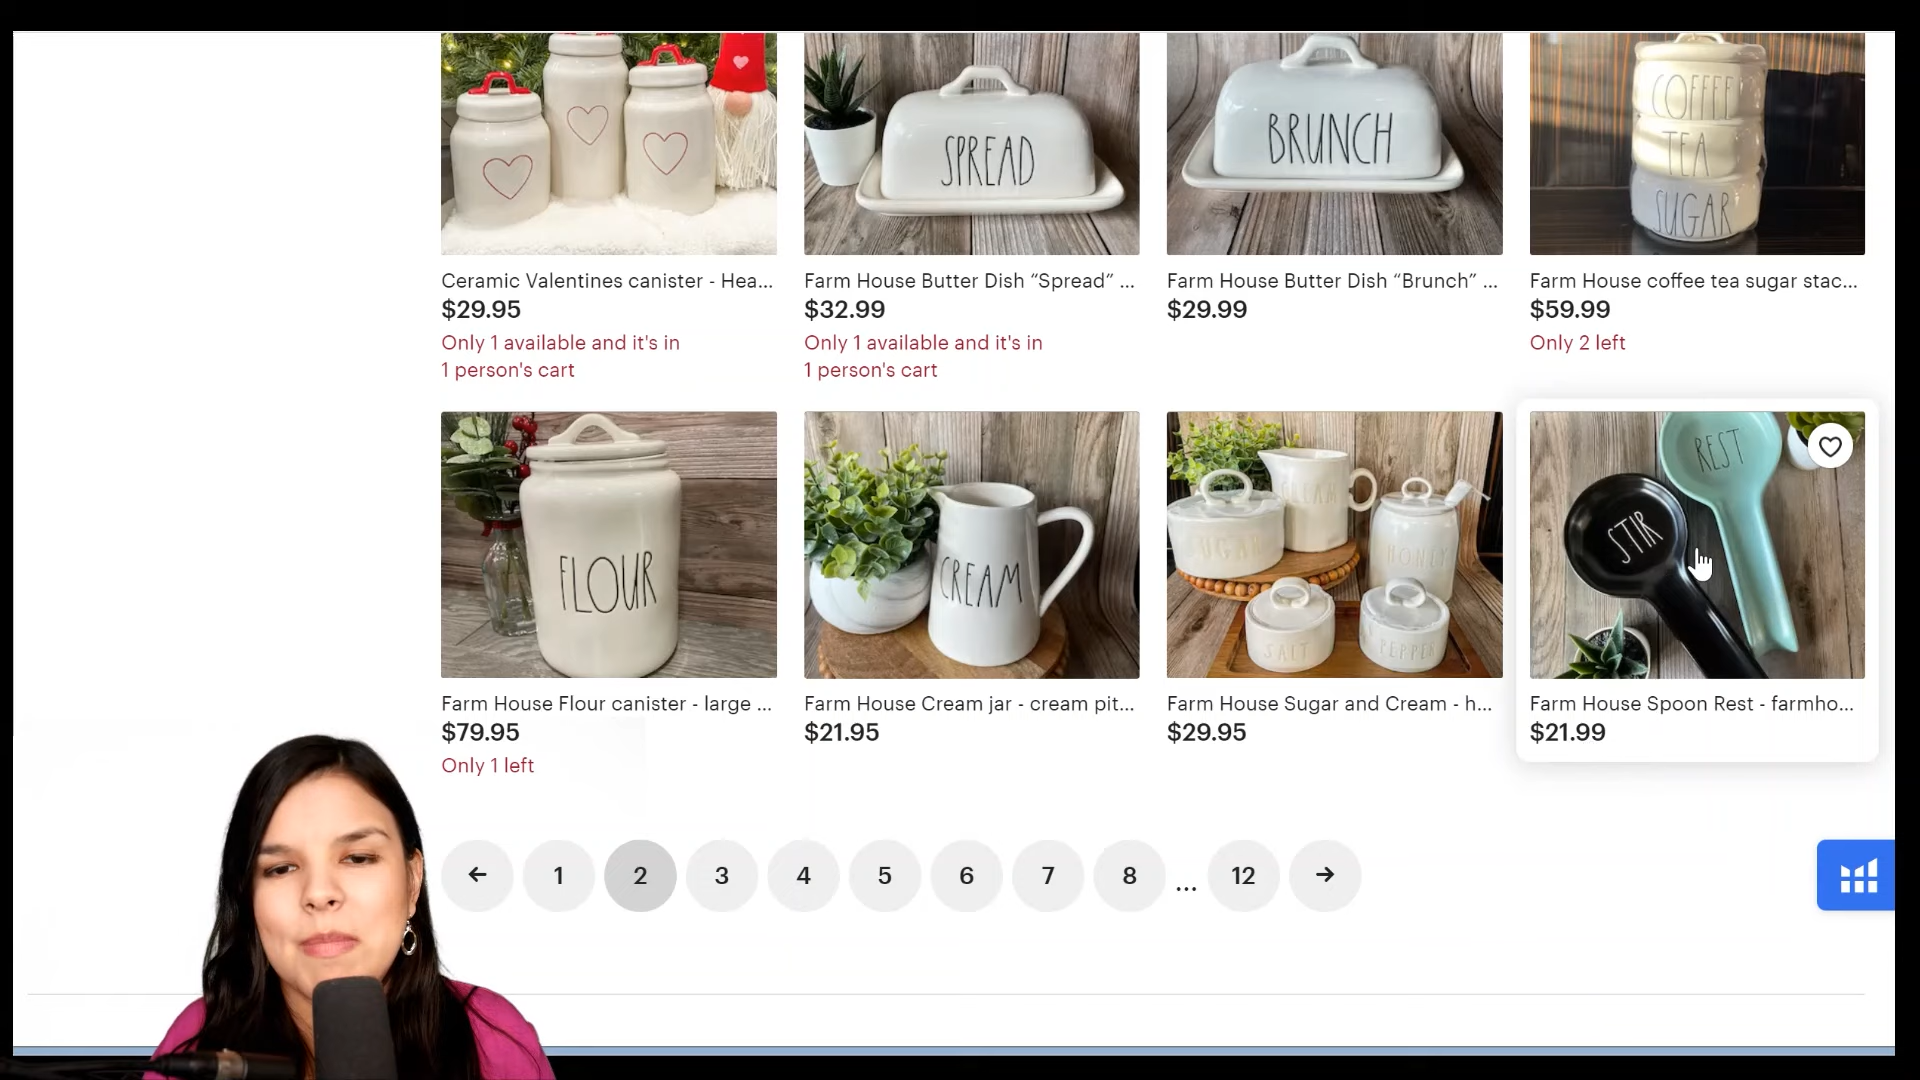 SPREAD
BRUNCH
COFFEE
TEA
SUGAR
Ceramic Valentines canister - Hea...
Farm House Butter Dish “Spread” ...
Farm House Butter Dish “Brunch” ...
Farm House coffee tea sugar stac...
$29.95
$32.99
$29.99
$59.99
Only 1 available and it's in
1 person's cart
Only 1 available and it's in
1 person's cart
Only 2 left
FLOUR
CREAM
SUGAR
CREAM
HONEY
SALT
PEPPER
REST
STIR
Farm House Flour canister - large ...
Farm House Cream jar - cream pit...
Farm House Sugar and Cream - h...
Farm House Spoon Rest - farmho...
$79.95
$21.95
$29.95
$21.99
Only 1 left
← 1 2 3 4 5 6 7 8 ... 12 →